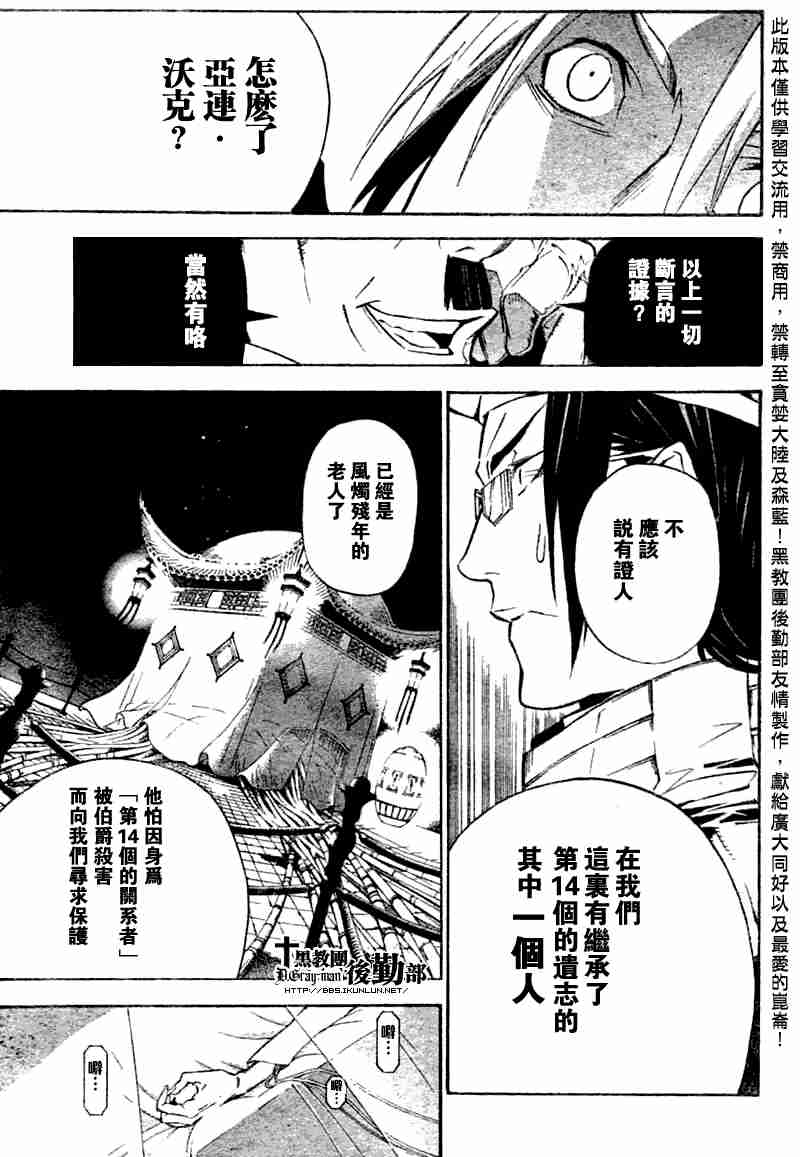 怎麽了
亞連·
沃克？
以上一切
斷言的
證據？
當然有咯
不
應該
説有證人
在我們
這裏有繼承了
第14個的遺志的
其中一個人
已經是
風燭殘年的
老人了
他怕因身爲
「第14個的關系者」
被伯爵殺害
而向我們尋求保護
噼…
噼…
噼…
黑教團
D.Gray-man
後勤部
HTTP://BBS.IKUNLUN.NET/
此版本僅供學習交流用，禁商用，禁轉至貪婪大陸及森藍！黑教團後勤部友情製作，獻給廣大同好以及最愛的崑崙！